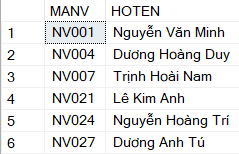 MANV HOTEN
1 NV001 Nguyễn Văn Minh
2 NV004 Dương Hoàng Duy
3 NV007 Trịnh Hoài Nam
4 NV021 Lê Kim Anh
5 NV024 Nguyễn Hoàng Trí
6 NV027 Dương Anh Tú